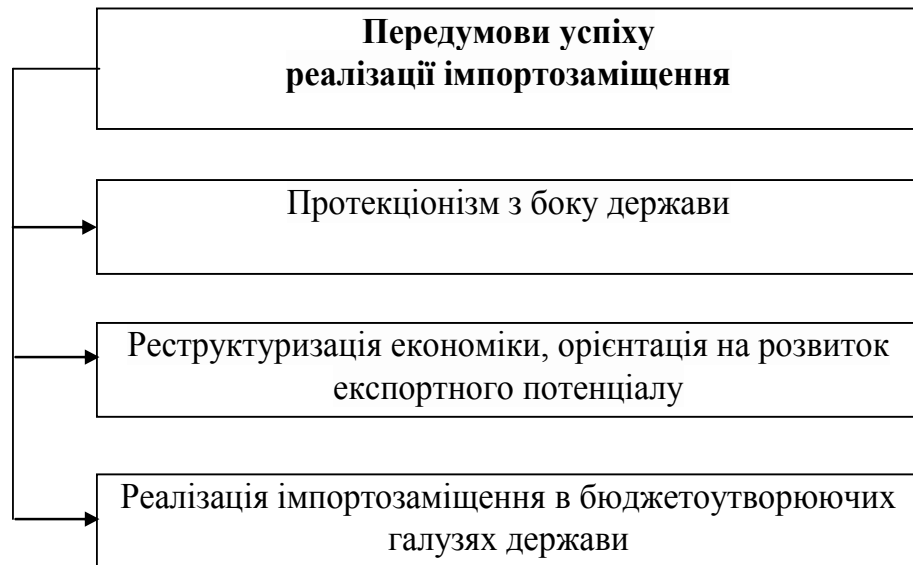 Передумови успіху
реалізації імпортозаміщення
Протекціонізм з боку держави
Реструктуризація економіки, орієнтація на розвиток
експортного потенціалу
Реалізація імпортозаміщення в бюджетоутворюючих
галузях держави